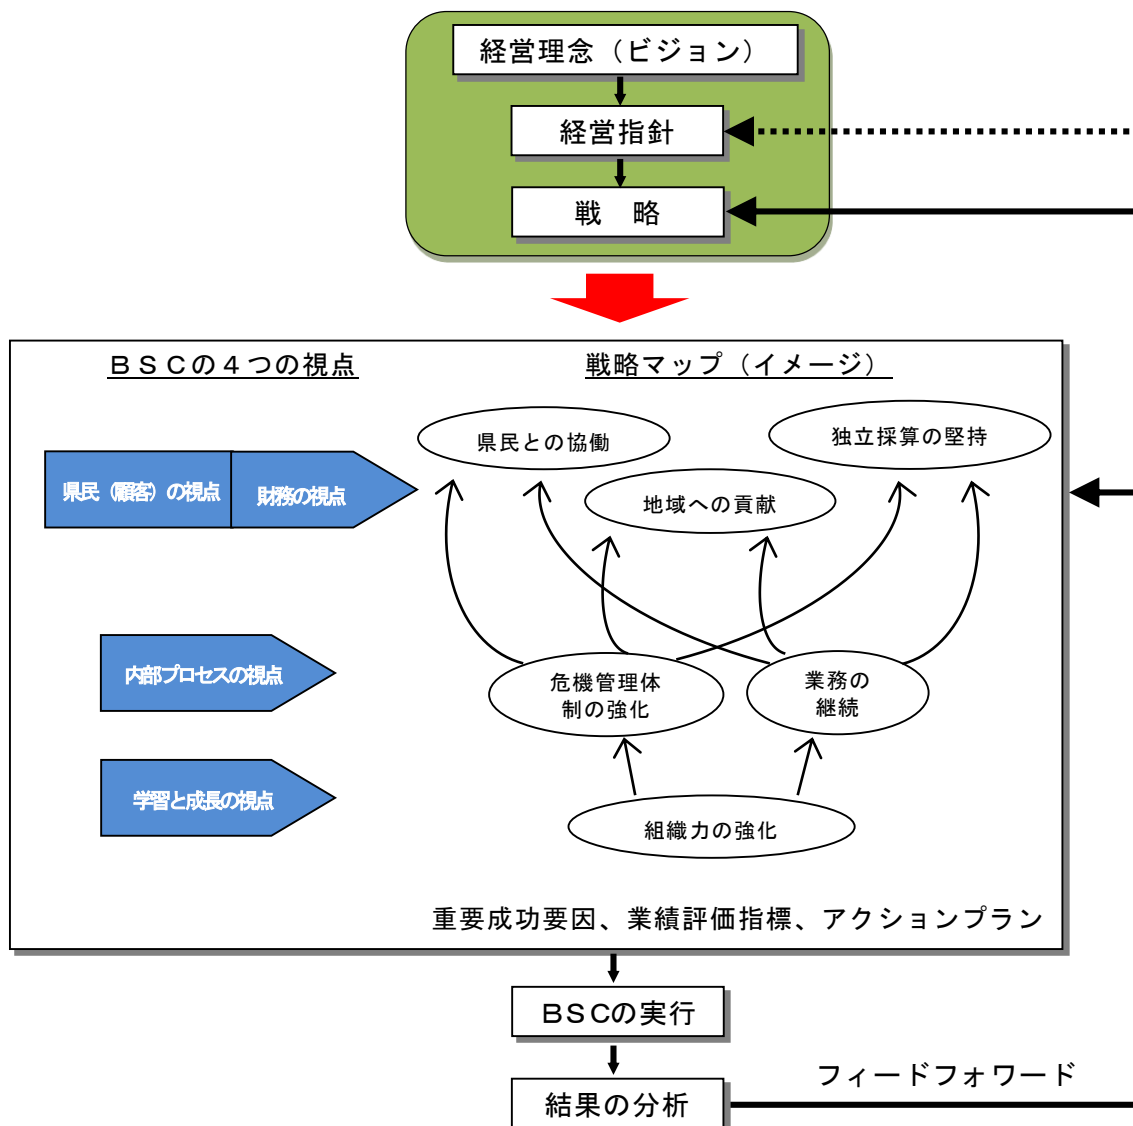 経営理念（ビジョン）
経営指針
戦　略
ＢＳＣの４つの視点
戦略マップ（イメージ）
県民との協働
独立採算の堅持
県民（顧客）の視点
財務の視点
地域への貢献
内部プロセスの視点
危機管理体
制の強化
業務の
継続
学習と成長の視点
組織力の強化
重要成功要因、業績評価指標、アクションプラン
ＢＳＣの実行
フィードフォワード
結果の分析